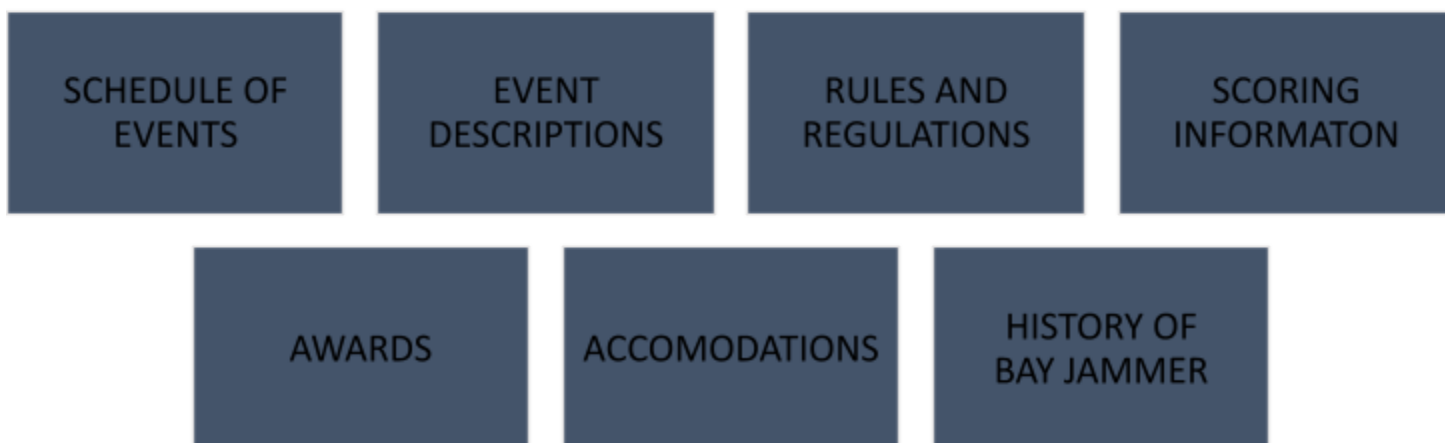 SCHEDULE OF
EVENTS
EVENT
DESCRIPTIONS
RULES AND
REGULATIONS
SCORING
INFORMATON
AWARDS
ACCOMODATIONS
HISTORY OF
BAY JAMMER